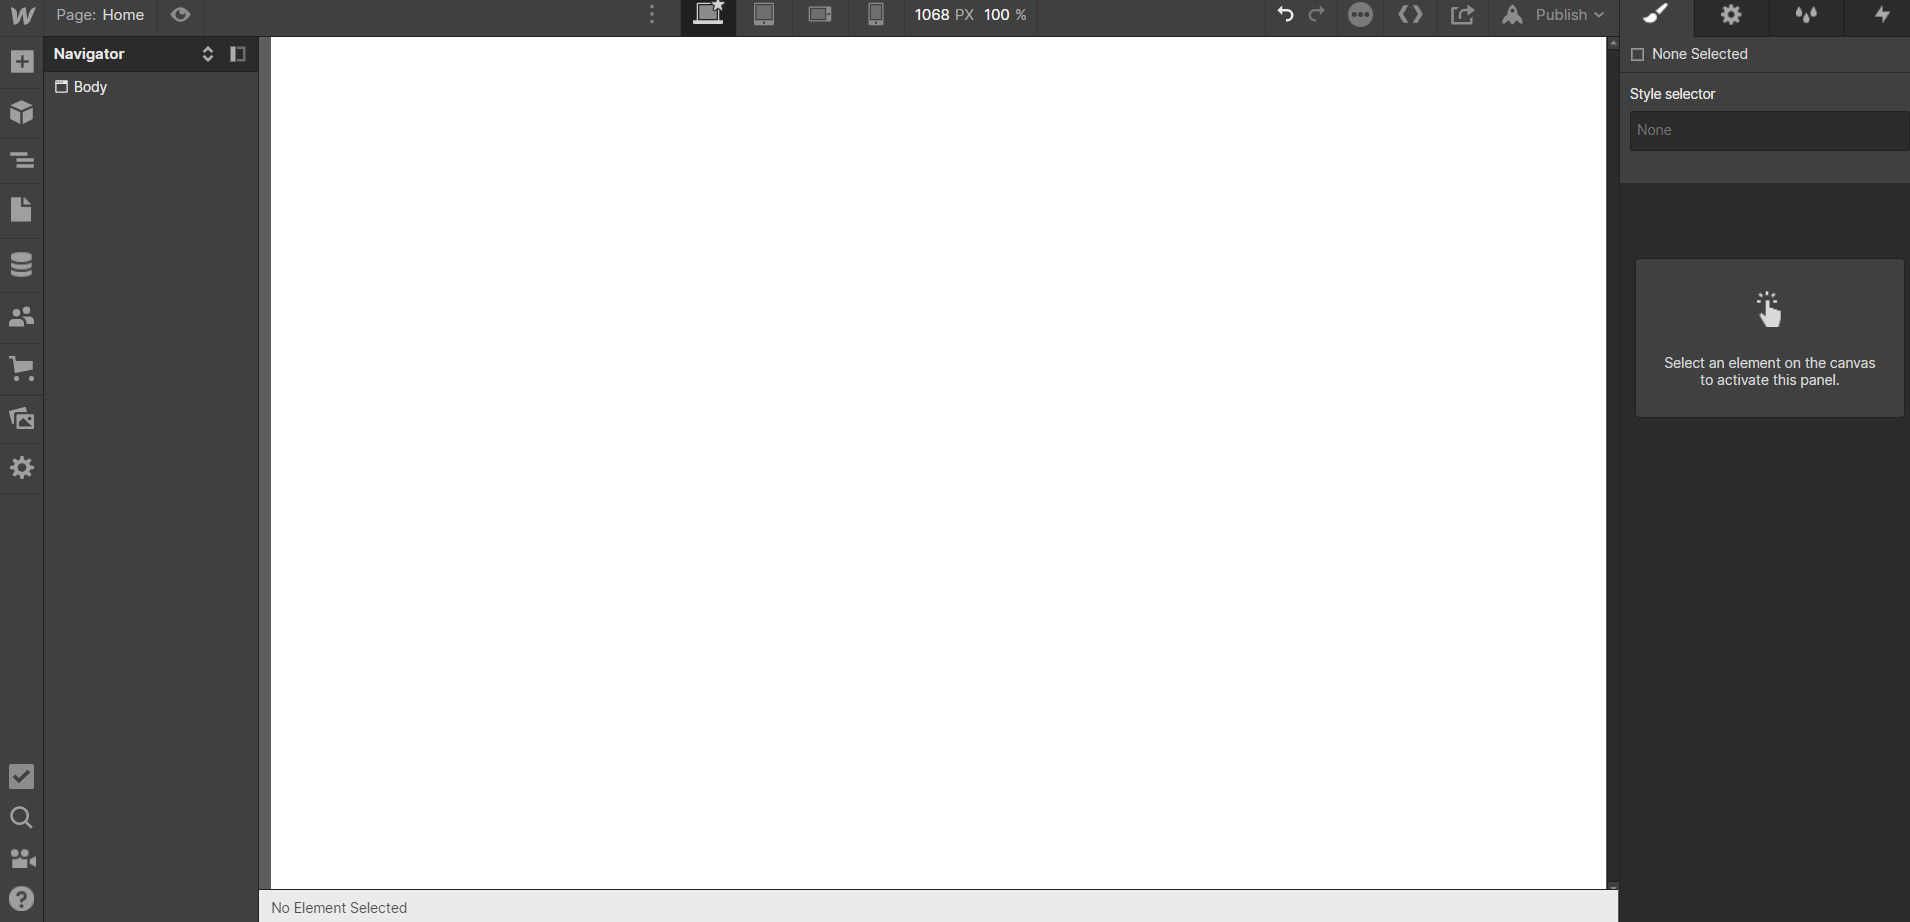 Page: Home
1068 PX 100 %
Publish
Navigator
Body
None Selected
Style selector
None
Select an element on the canvas
to activate this panel.
No Element Selected